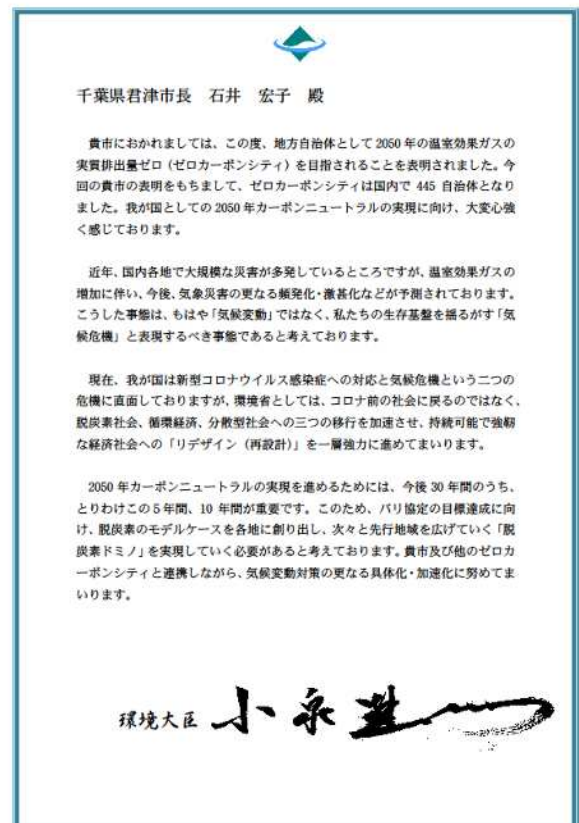 千葉県君津市長　石井　宏子　殿
貴市におかれましては、この度、地方自治体として 2050 年の温室効果ガスの
実質排出量ゼロ（ゼロカーボンシティ）を目指されることを表明されました。今
回の貴市の表明をもちまして、ゼロカーボンシティは国内で 445 自治体となり
ました。我が国としての 2050 年カーボンニュートラルの実現に向け、大変心強
く感じております。
近年、国内各地で大規模な災害が多発しているところですが、温室効果ガスの
増加に伴い、今後、気象災害の更なる頻発化・激甚化などが予測されております。
こうした事態は、もはや「気候変動」ではなく、私たちの生存基盤を揺るがす「気
候危機」と表現するべき事態であると考えております。
現在、我が国は新型コロナウイルス感染症への対応と気候危機という二つの
危機に直面しておりますが、環境省としては、コロナ前の社会に戻るのではなく、
脱炭素社会、循環経済、分散型社会への三つの移行を加速させ、持続可能で強靭
な経済社会への「リデザイン（再設計）」を一層強力に進めてまいります。
2050 年カーボンニュートラルの実現を進めるためには、今後 30 年間のうち、
とりわけこの５年間、10 年間が重要です。このため、パリ協定の目標達成に向
け、脱炭素のモデルケースを各地に創り出し、次々と先行地域を広げていく「脱
炭素ドミノ」を実現していく必要があると考えております。貴市及び他のゼロカ
ーボンシティと連携しながら、気候変動対策の更なる具体化・加速化に努めてま
いります。
環境大臣 小泉進